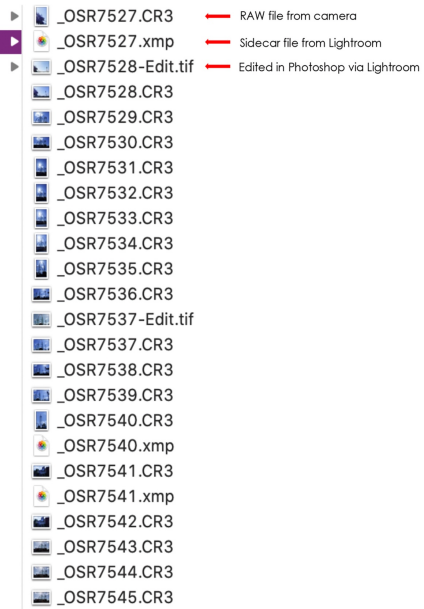 _OSR7527.CR3 RAW file from camera
_OSR7527.xmp Sidecar file from Lightroom
_OSR7528-Edit.tif Edited in Photoshop via Lightroom
_OSR7528.CR3
_OSR7529.CR3
_OSR7530.CR3
_OSR7531.CR3
_OSR7532.CR3
_OSR7533.CR3
_OSR7534.CR3
_OSR7535.CR3
_OSR7536.CR3
_OSR7537-Edit.tif
_OSR7537.CR3
_OSR7538.CR3
_OSR7539.CR3
_OSR7540.CR3
_OSR7540.xmp
_OSR7541.CR3
_OSR7541.xmp
_OSR7542.CR3
_OSR7543.CR3
_OSR7544.CR3
_OSR7545.CR3